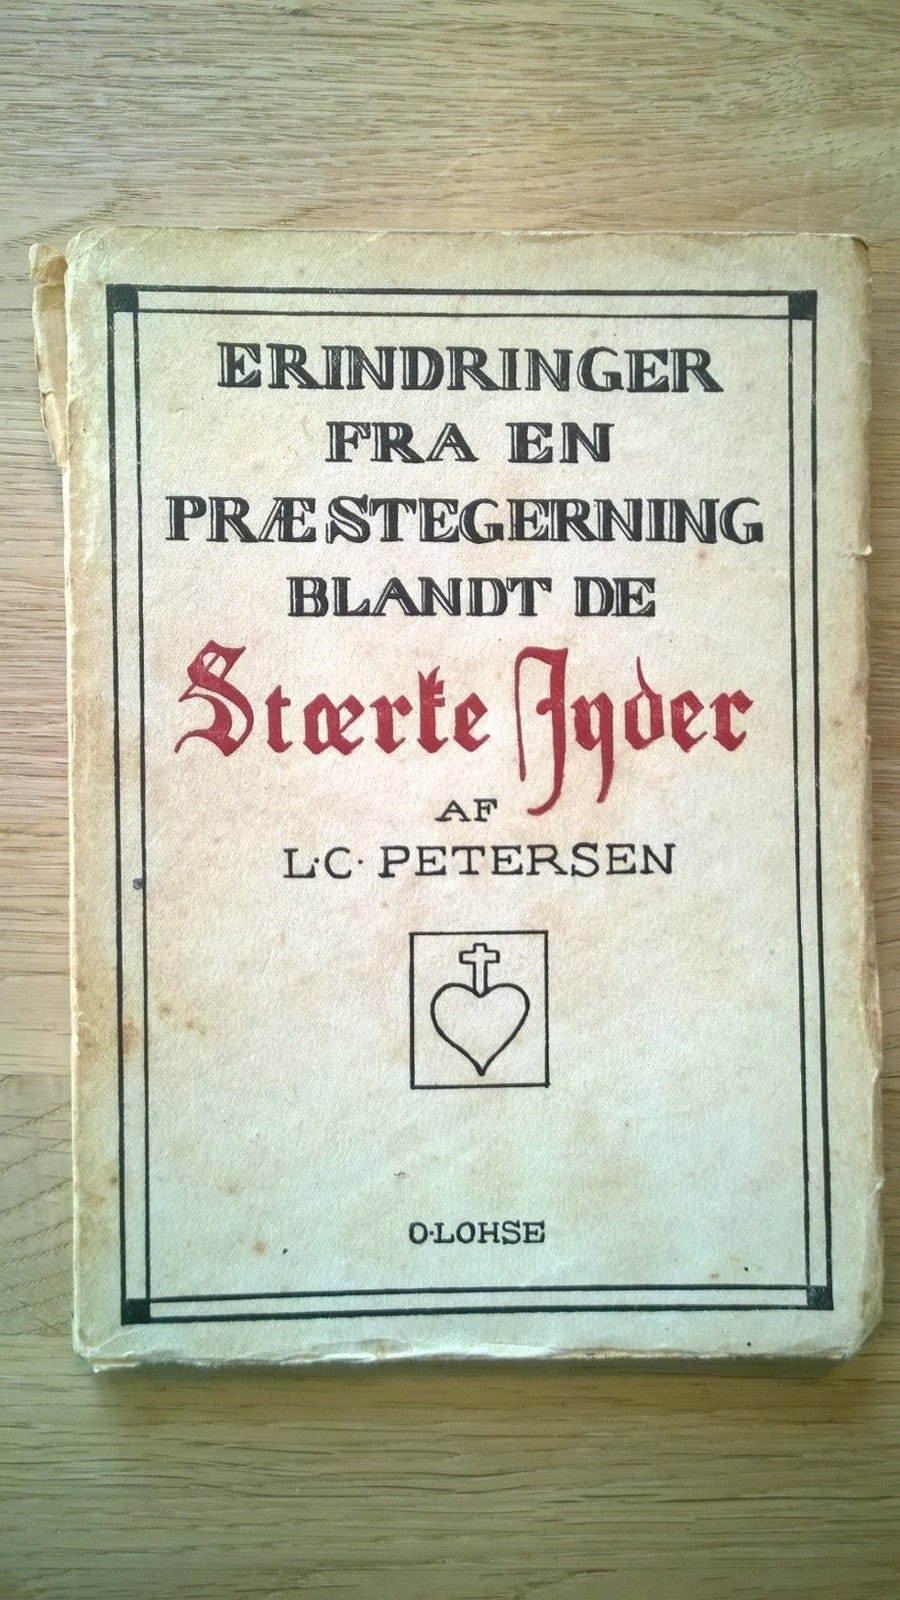 ERINDRINGER
FRA EN
PRÆSTEGERNING
BLANDT DE
Stærke Jyder
AF
L·C· PETERSEN
O·LOHSE